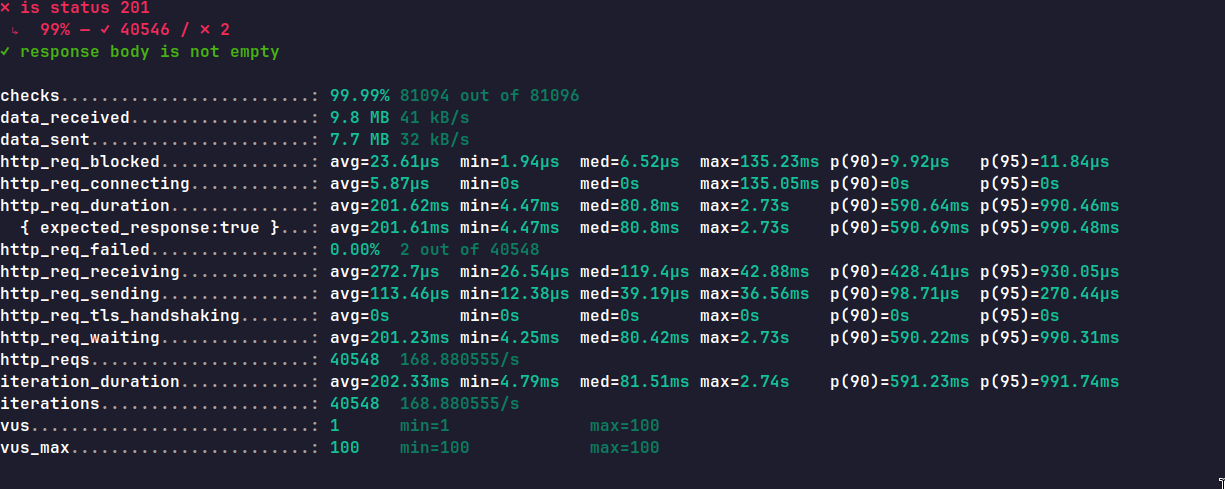 ✗ is status 201
 ↳  99% — ✓ 40546 / ✗ 2
✓ response body is not empty
checks.........................: 99.99% 81094 out of 81096
data_received..................: 9.8 MB 41 kB/s
data_sent......................: 7.7 MB 32 kB/s
http_req_blocked...............: avg=23.61µs  min=1.94µs  med=6.52µs  max=135.23ms p(90)=9.92µs   p(95)=11.84µs
http_req_connecting............: avg=5.87µs   min=0s      med=0s      max=135.05ms p(90)=0s       p(95)=0s
http_req_duration..............: avg=201.62ms min=4.47ms  med=80.8ms  max=2.73s    p(90)=590.64ms p(95)=990.46ms
  { expected_response:true }...: avg=201.61ms min=4.47ms  med=80.8ms  max=2.73s    p(90)=590.69ms p(95)=990.48ms
http_req_failed................: 0.00%  2 out of 40548
http_req_receiving.............: avg=272.7µs  min=26.54µs med=119.4µs max=42.88ms  p(90)=428.41µs p(95)=930.05µs
http_req_sending...............: avg=113.46µs min=12.38µs med=39.19µs max=36.56ms  p(90)=98.71µs  p(95)=270.44µs
http_req_tls_handshaking.......: avg=0s       min=0s      med=0s      max=0s       p(90)=0s       p(95)=0s
http_req_waiting...............: avg=201.23ms min=4.25ms  med=80.42ms max=2.73s    p(90)=590.22ms p(95)=990.31ms
http_reqs......................: 40548  168.880555/s
iteration_duration.............: avg=202.33ms min=4.79ms  med=81.51ms max=2.74s    p(90)=591.23ms p(95)=991.74ms
iterations.....................: 40548  168.880555/s
vus............................: 1      min=1              max=100
vus_max........................: 100    min=100            max=100